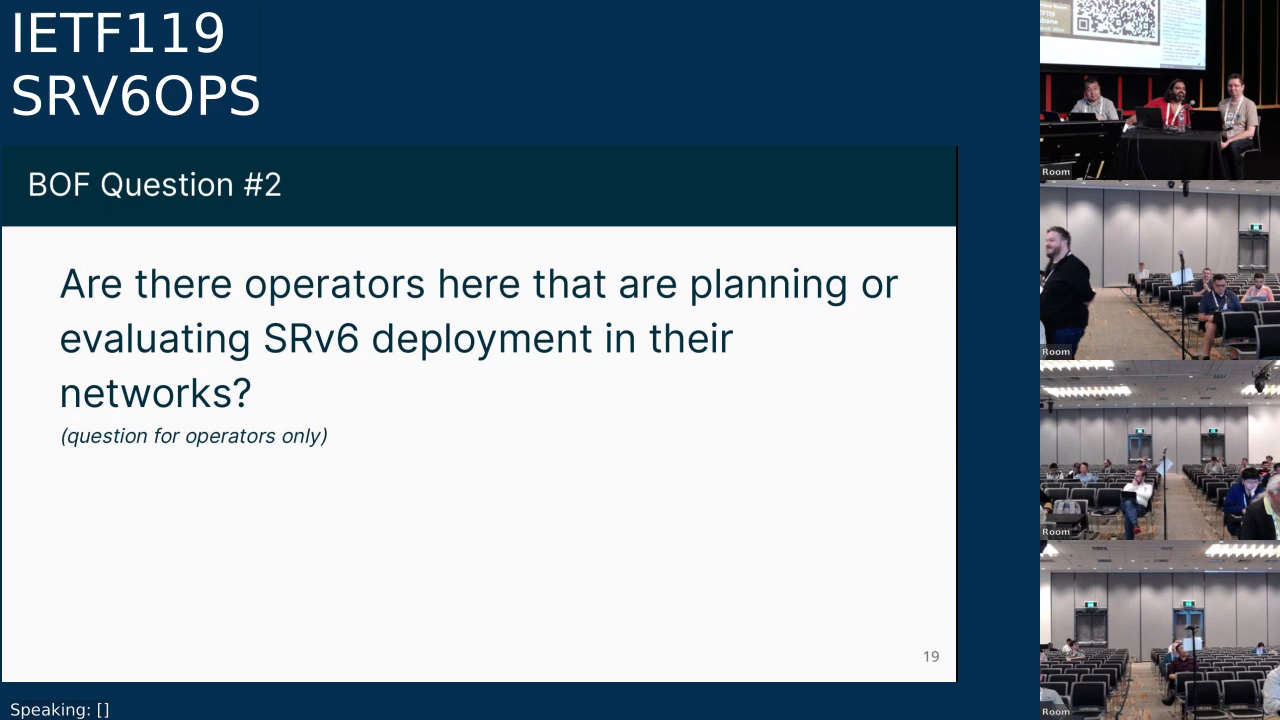 IETF119
SRV6OPS
BOF Question #2
Are there operators here that are planning or
evaluating SRv6 deployment in their
networks?
(question for operators only)
19
Speaking: []
Room
Room
Room
Room